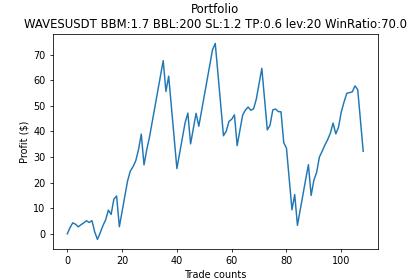 Portfolio
WAVESUSDT BBM:1.7 BBL:200 SL:1.2 TP:0.6 lev:20 WinRatio:70.0
Profit ($)
70
60
50
40
30
20
10
0
0 20 40 60 80 100
Trade counts